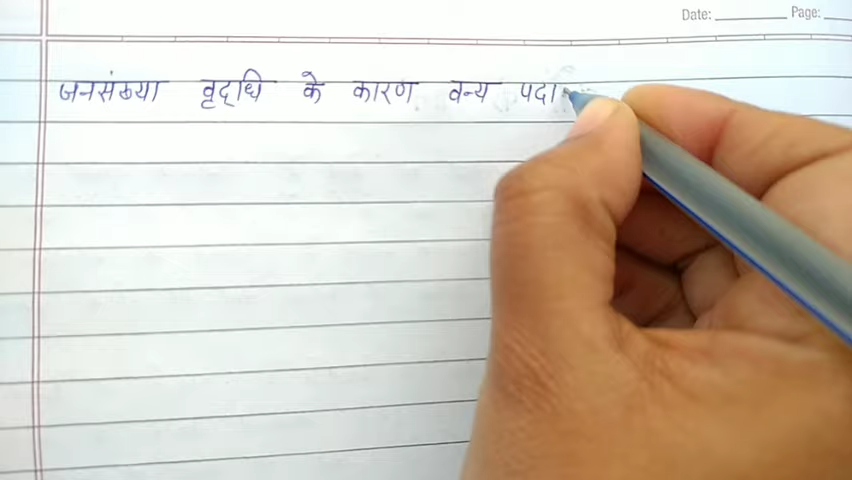 Date: Page:
जनसंख्या वृद्धि के कारण वन्य पदा